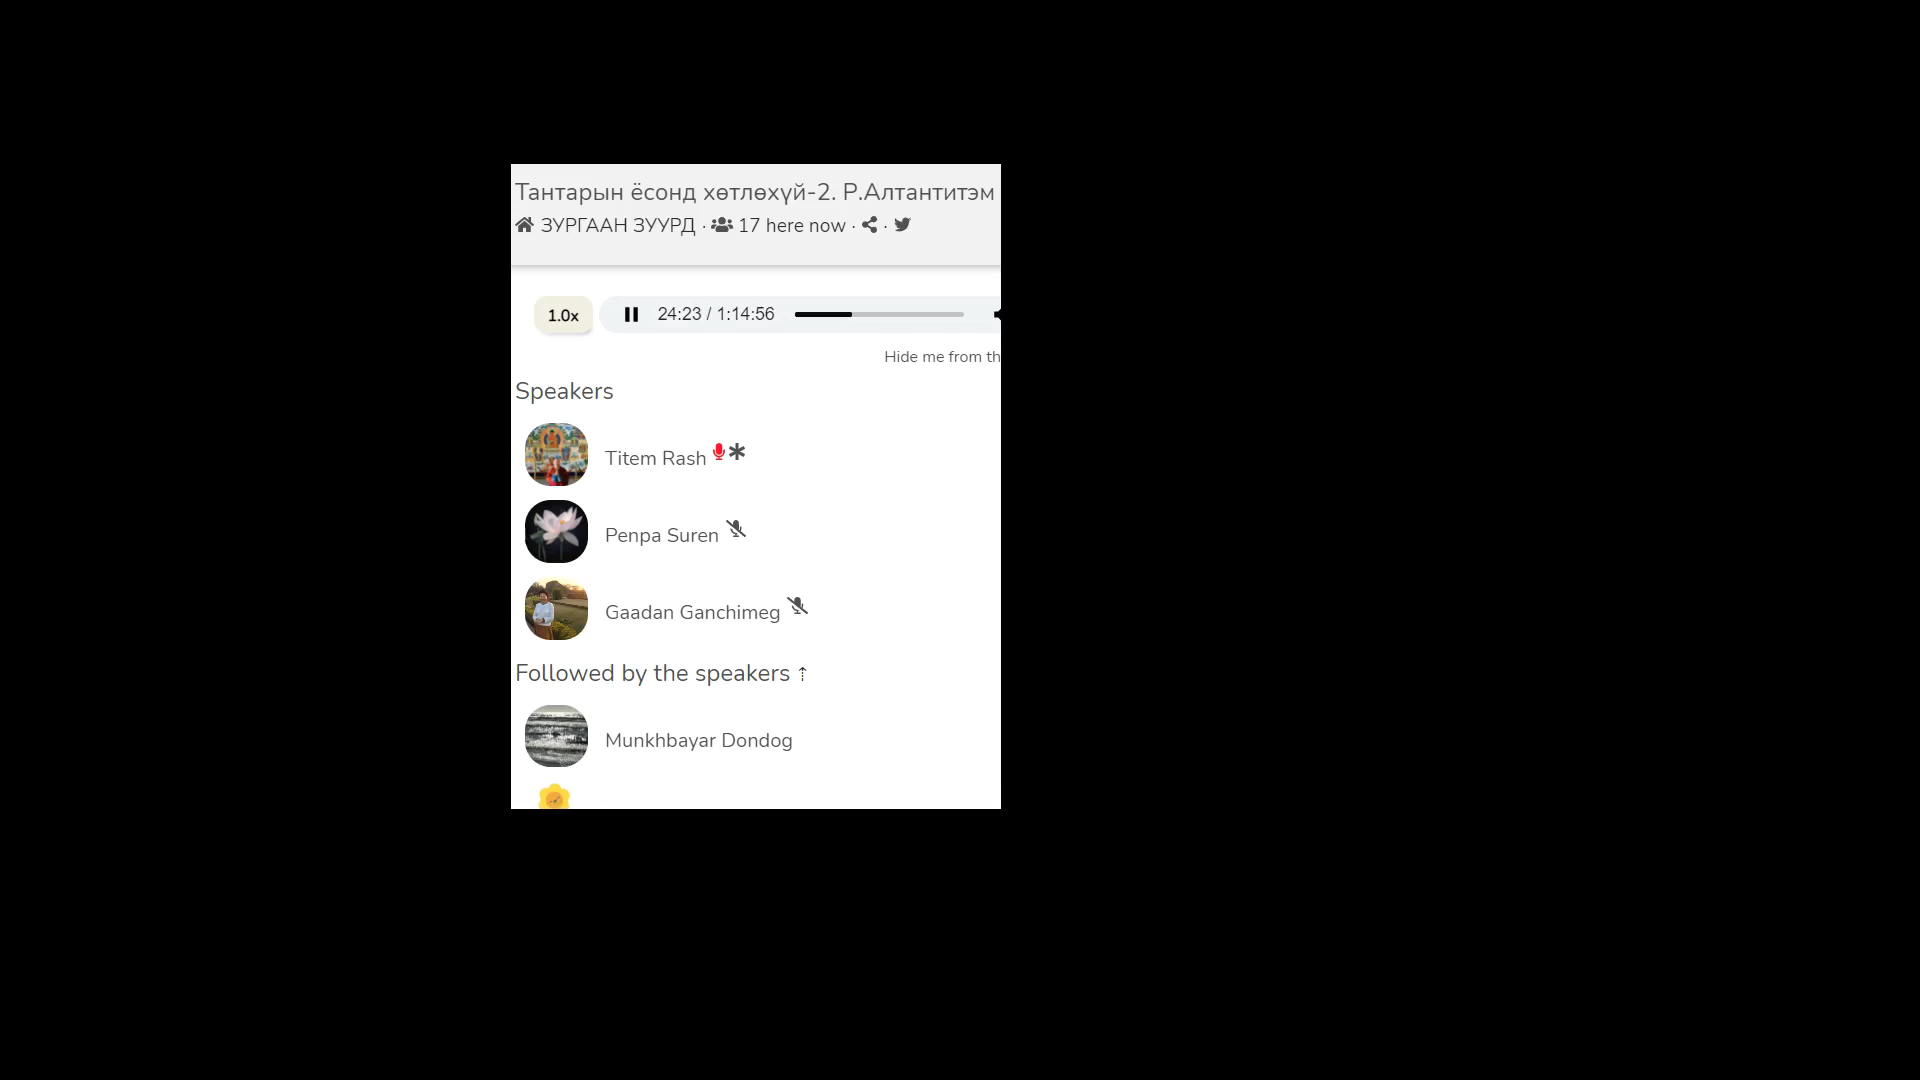 Тантарын ёсонд хөтлөхүй-2. Р.Алтантитэм
ЗУРГААН ЗУУРД · 17 here now · ·
1.0x 24:23 / 1:14:56
Hide me from th
Speakers
Titem Rash
Penpa Suren
Gaadan Ganchimeg
Followed by the speakers ⇡
Munkhbayar Dondog